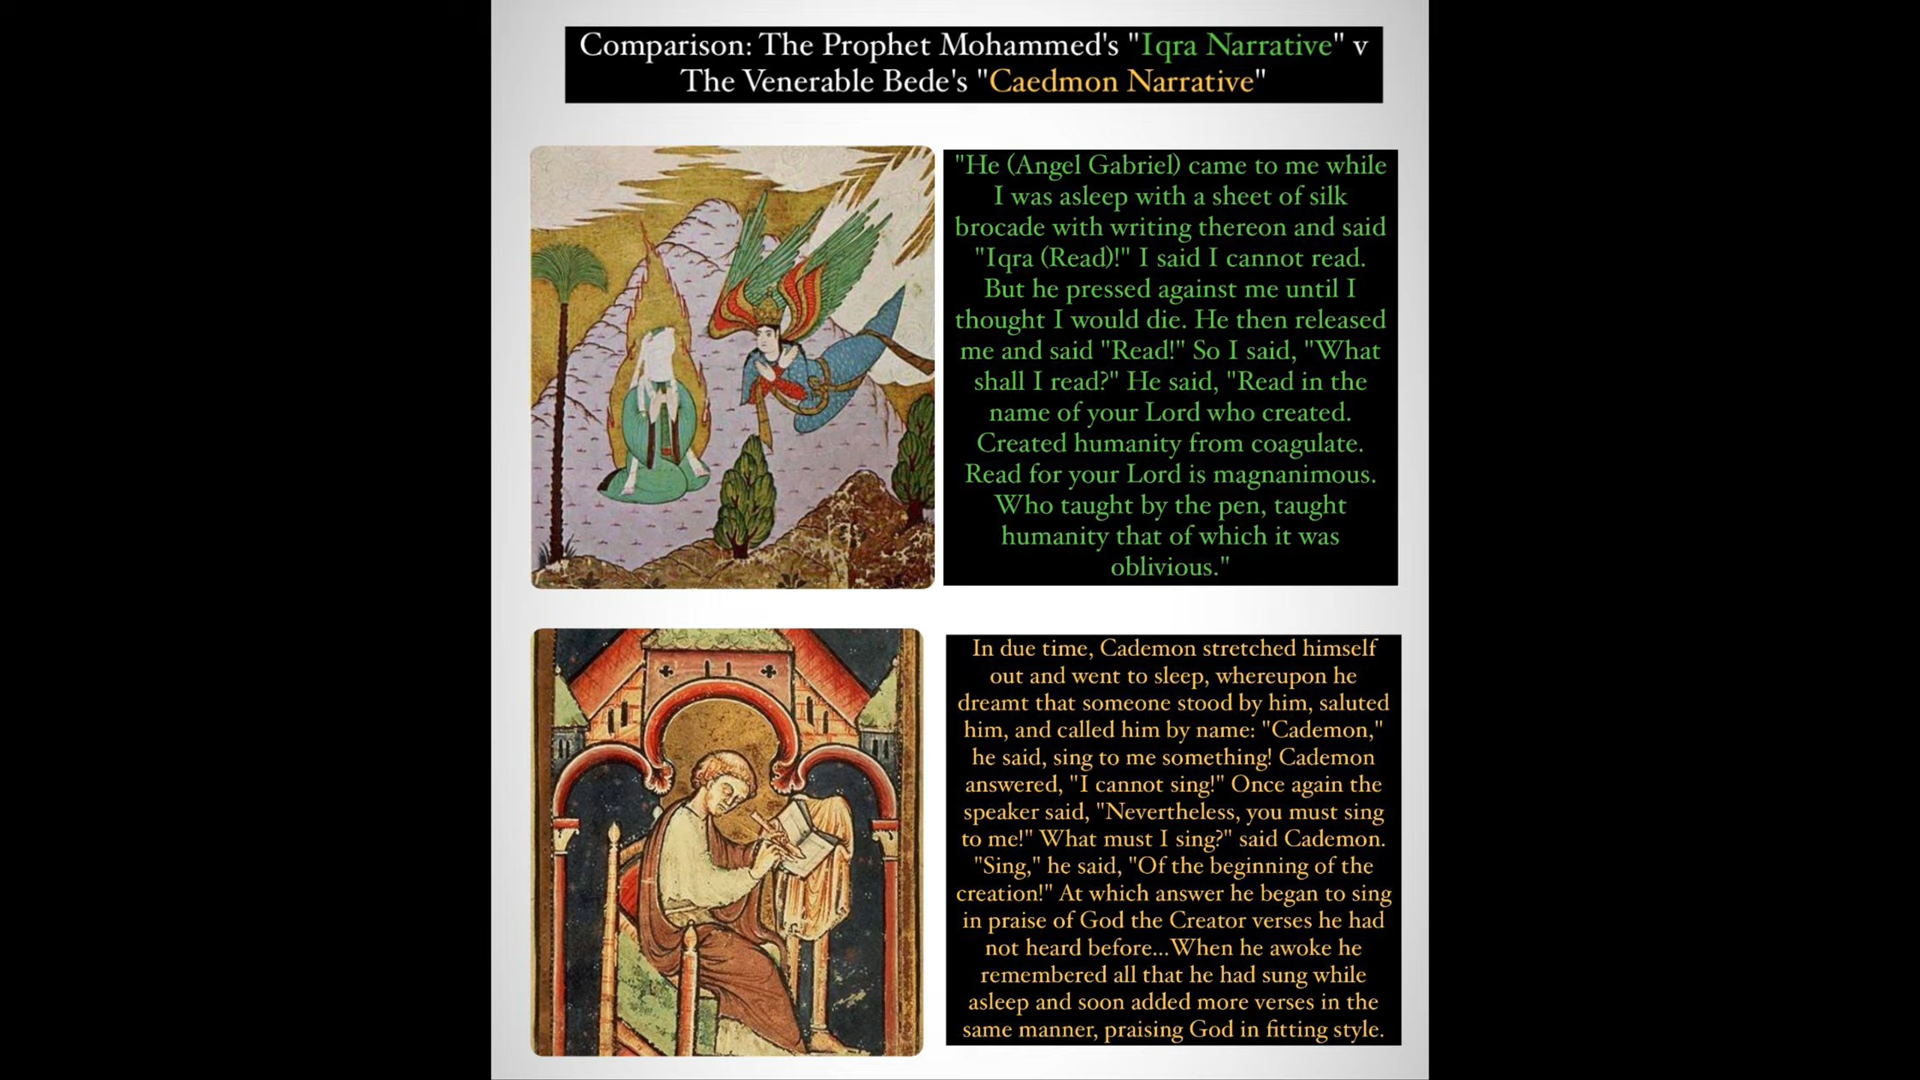 Comparison: The Prophet Mohammed's "Iqra Narrative" v
The Venerable Bede's "Caedmon Narrative"
"He (Angel Gabriel) came to me while
I was asleep with a sheet of silk
brocade with writing thereon and said
"Iqra (Read)!" I said I cannot read.
But he pressed against me until I
thought I would die. He then released
me and said "Read!" So I said, "What
shall I read?" He said, "Read in the
name of your Lord who created.
Created humanity from coagulate.
Read for your Lord is magnanimous.
Who taught by the pen, taught
humanity that of which it was
oblivious."
In due time, Cademon stretched himself
out and went to sleep, whereupon he
dreamt that someone stood by him, saluted
him, and called him by name: "Cademon,"
he said, sing to me something! Cademon
answered, "I cannot sing!" Once again the
speaker said, "Nevertheless, you must sing
to me!" What must I sing?" said Cademon.
"Sing," he said, "Of the beginning of the
creation!" At which answer he began to sing
in praise of God the Creator verses he had
not heard before...When he awoke he
remembered all that he had sung while
asleep and soon added more verses in the
same manner, praising God in fitting style.